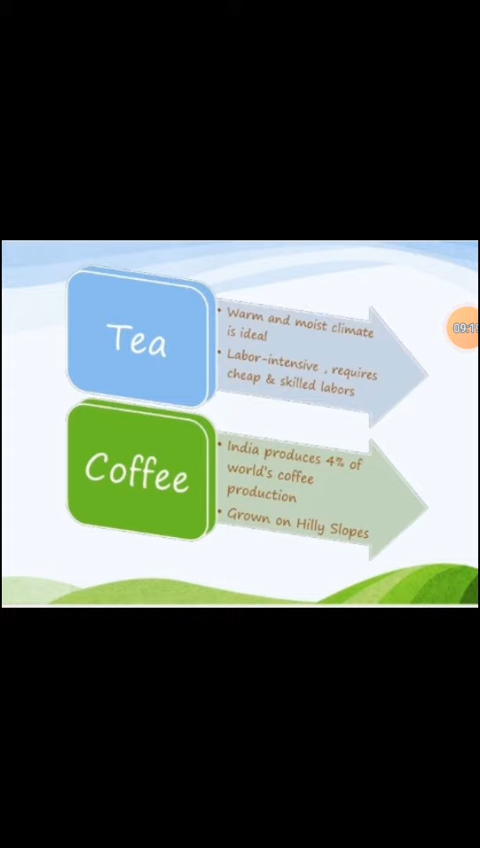 Tea
• Warm and moist climate
is ideal
• Labor-intensive , requires
cheap & skilled labors
Coffee
• India produces 4% of
world's coffee
production
• Grown on Hilly Slopes